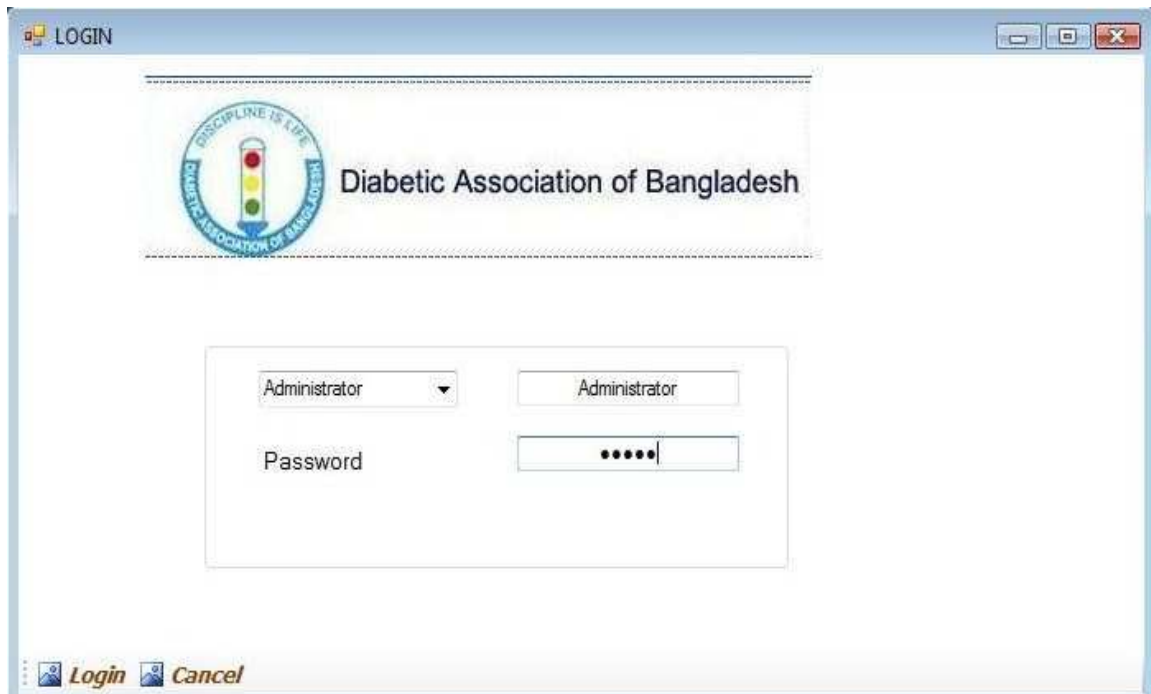 LOGIN
DISCIPLINE IS LIFE
DIABETIC ASSOCIATION OF BANGLADESH
Diabetic Association of Bangladesh
Administrator Administrator
Password •••••
Login Cancel